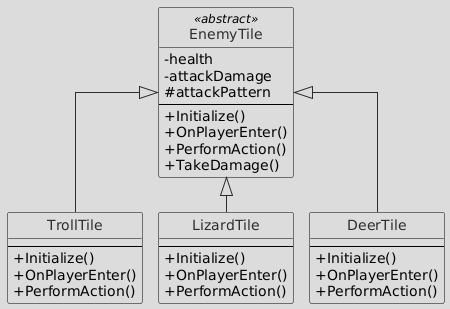 «abstract»
EnemyTile
-health
-attackDamage
#attackPattern
+Initialize()
+OnPlayerEnter()
+PerformAction()
+TakeDamage()
TrollTile
+Initialize()
+OnPlayerEnter()
+PerformAction()
LizardTile
+Initialize()
+OnPlayerEnter()
+PerformAction()
DeerTile
+Initialize()
+OnPlayerEnter()
+PerformAction()